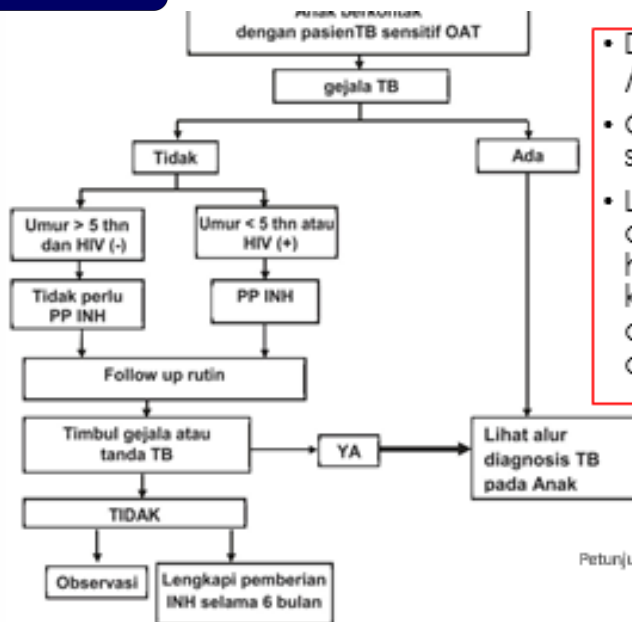 Anak berkontak
dengan pasienTB sensitif OAT
gejala TB
Tidak
Ada
Umur > 5 thn
dan HIV (-)
Umur < 5 thn atau
HIV (+)
Tidak perlu
PP INH
PP INH
Follow up rutin
Timbul gejala atau
tanda TB
YA
Lihat alur
diagnosis TB
pada Anak
TIDAK
Observasi
Lengkapi pemberian
INH selama 6 bulan